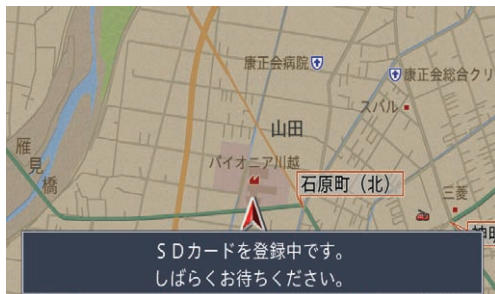 康正会病院
康正会総合クリ
スバル
山田
雁見橋
パイオニア川越
石原町（北）
三菱
ＳＤカードを登録中です。
しばらくお待ちください。